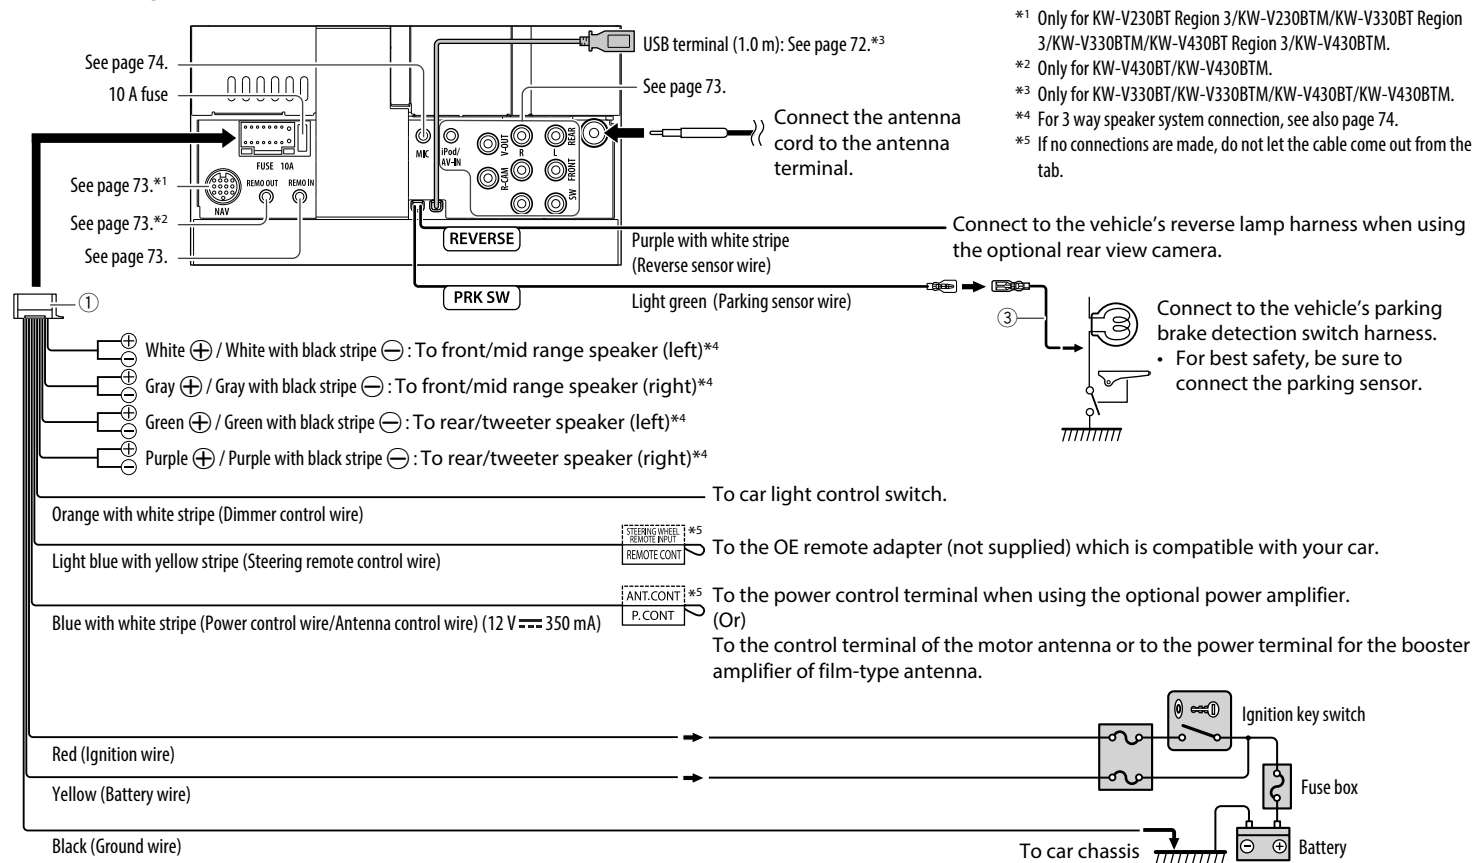 *1 Only for KW-V230BT Region 3/KW-V230BTM/KW-V330BT Region
3/KW-V330BTM/KW-V430BT Region 3/KW-V430BTM.
*2 Only for KW-V430BT/KW-V430BTM.
*3 Only for KW-V330BT/KW-V330BTM/KW-V430BT/KW-V430BTM.
*4 For 3 way speaker system connection, see also page 74.
*5 If no connections are made, do not let the cable come out from the
tab.
USB terminal (1.0 m): See page 72.*3
See page 74.
10 A fuse
See page 73.
Connect the antenna
cord to the antenna
terminal.
FUSE 10A
REMO OUT REMO IN
NAV
MIC
iPod/
AV-IN
V-OUT
R-CAM
R
L
REAR
FRONT
SW
See page 73.*1
See page 73.*2
See page 73.
REVERSE
Purple with white stripe
(Reverse sensor wire)
Connect to the vehicle's reverse lamp harness when using
the optional rear view camera.
PRK SW
Light green (Parking sensor wire)
①
③
Connect to the vehicle's parking
brake detection switch harness.
• For best safety, be sure to
connect the parking sensor.
⊕
⊖
White ⊕ / White with black stripe ⊖ : To front/mid range speaker (left)*4
⊕
⊖
Gray ⊕ / Gray with black stripe ⊖ : To front/mid range speaker (right)*4
⊕
⊖
Green ⊕ / Green with black stripe ⊖ : To rear/tweeter speaker (left)*4
⊕
⊖
Purple ⊕ / Purple with black stripe ⊖ : To rear/tweeter speaker (right)*4
Orange with white stripe (Dimmer control wire)
To car light control switch.
Light blue with yellow stripe (Steering remote control wire)
STEERING WHEEL
REMOTE INPUT
REMOTE CONT
*5
To the OE remote adapter (not supplied) which is compatible with your car.
Blue with white stripe (Power control wire/Antenna control wire) (12 V ⎓ 350 mA)
ANT.CONT
P.CONT
*5
To the power control terminal when using the optional power amplifier.
(Or)
To the control terminal of the motor antenna or to the power terminal for the booster
amplifier of film-type antenna.
Ignition key switch
Red (Ignition wire)
Yellow (Battery wire)
Fuse box
Black (Ground wire)
To car chassis
⊖ ⊕
Battery